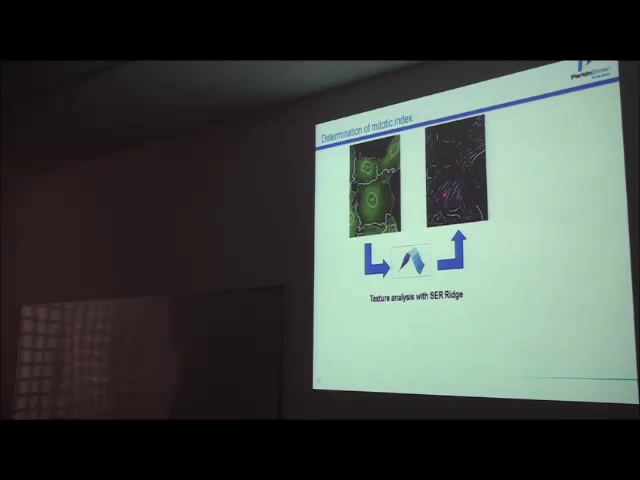 PerkinElmer
Determination of mitotic index
Texture analysis with SER Ridge